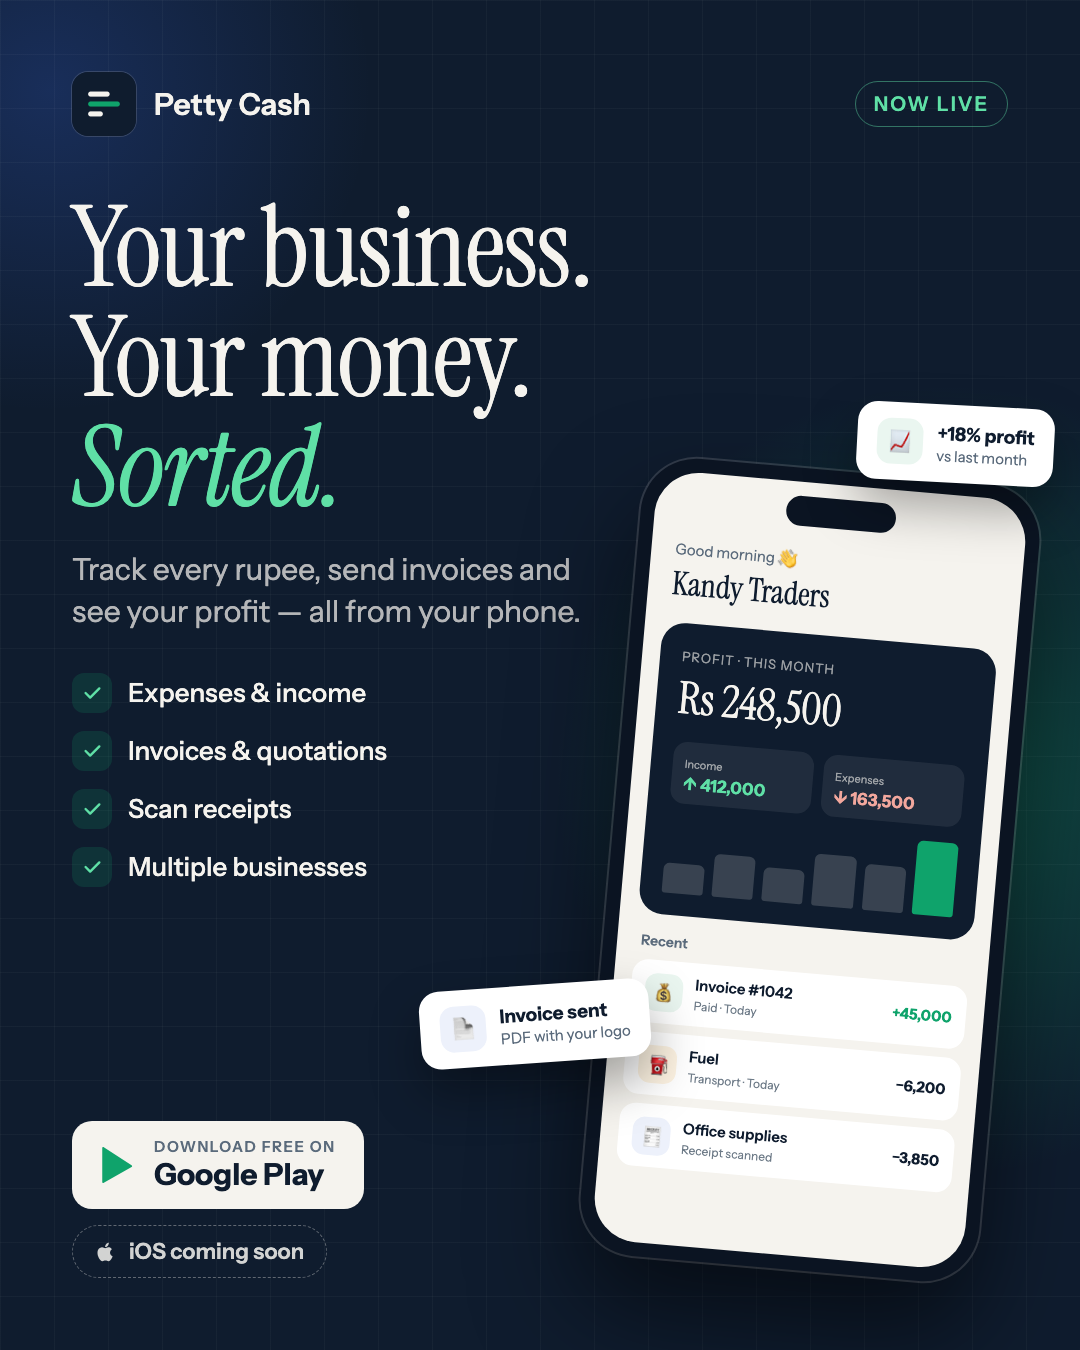 Petty Cash
NOW LIVE
Your business.
Your money.
Sorted.
Track every rupee, send invoices and
see your profit — all from your phone.
Expenses & income
Invoices & quotations
Scan receipts
Multiple businesses
+18% profit
vs last month
Good morning 👋
Kandy Traders
PROFIT · THIS MONTH
Rs 248,500
Income
↑ 412,000
Expenses
↓ 163,500
Recent
Invoice #1042
Paid · Today
+45,000
Invoice sent
PDF with your logo
Fuel
Transport · Today
−6,200
Office supplies
Receipt scanned
−3,850
DOWNLOAD FREE ON
Google Play
iOS coming soon